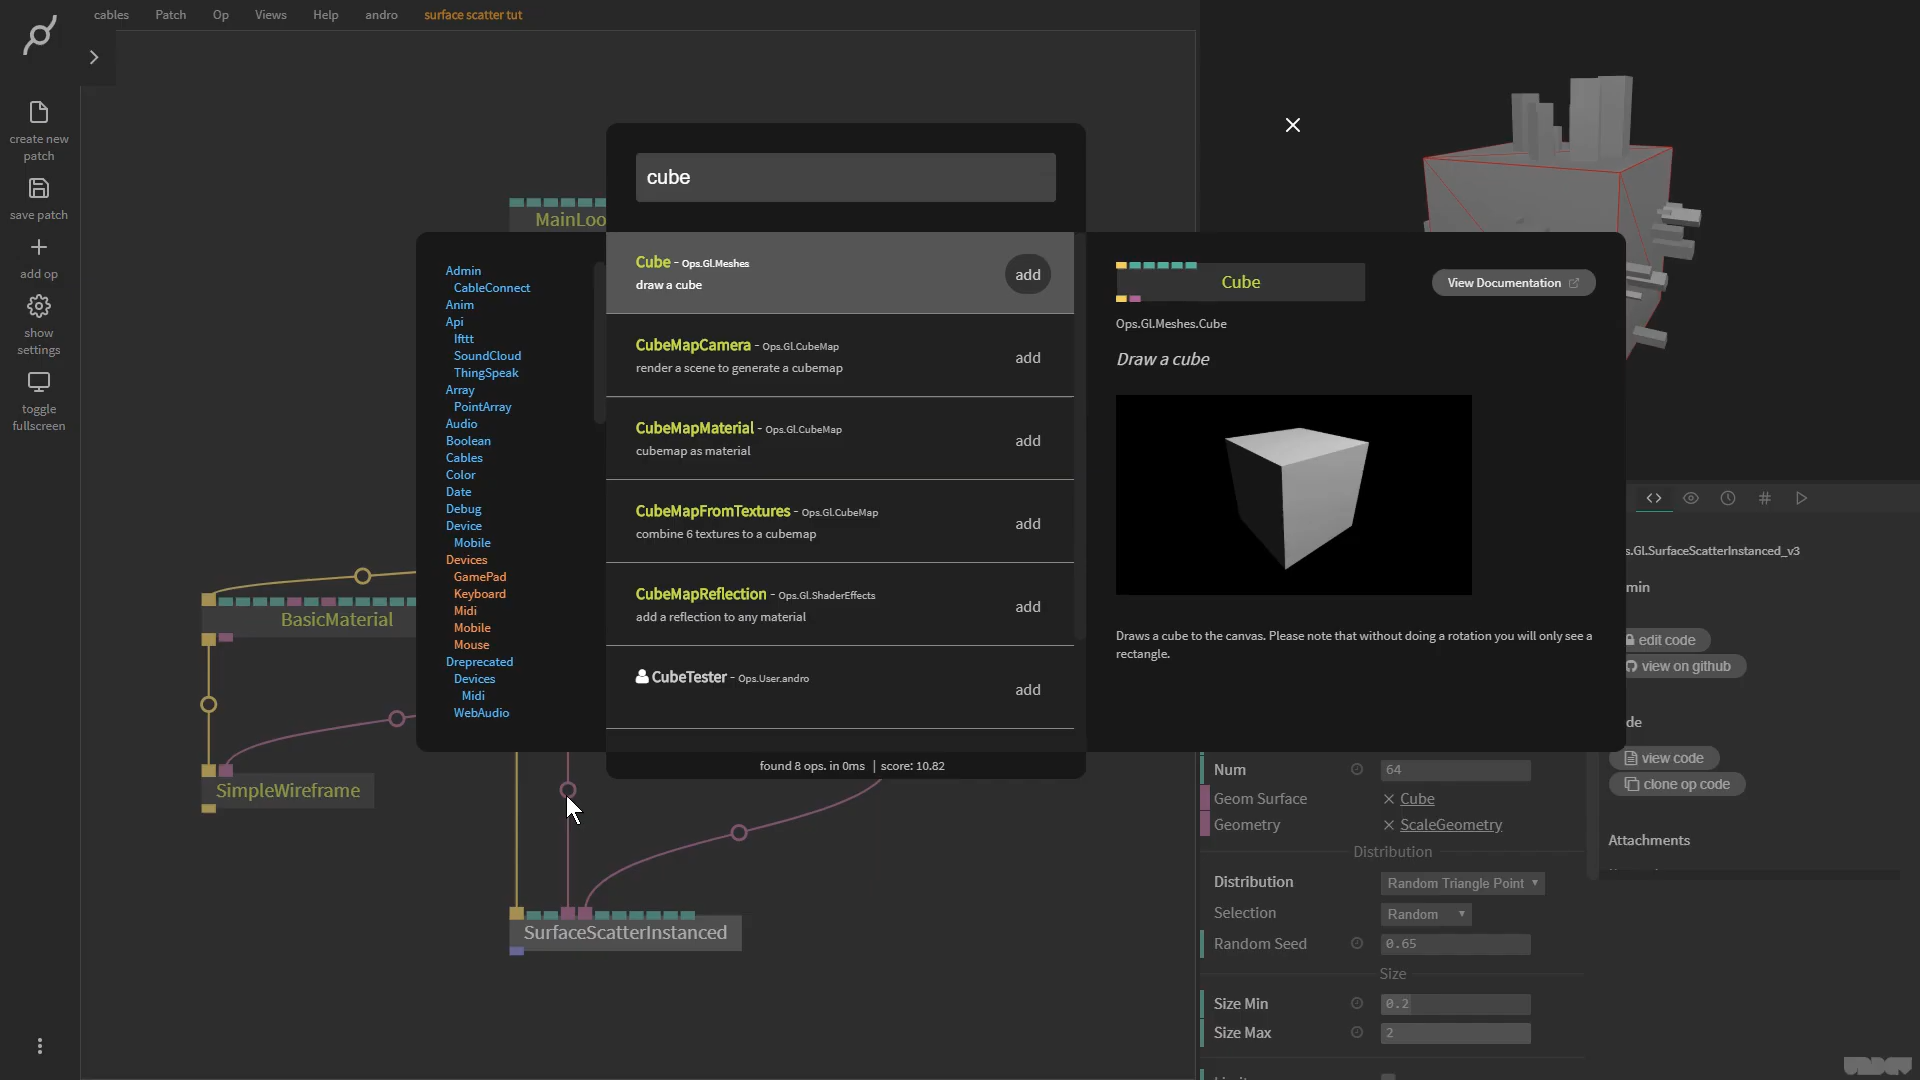 cables Patch Op Views Help andro surface scatter tut
create new
patch
save patch
add op
show
settings
toggle
fullscreen
cube
MainLoo
Admin
CableConnect
Anim
Api
Ifttt
SoundCloud
ThingSpeak
Array
PointArray
Audio
Boolean
Cables
Color
Date
Debug
Device
Mobile
Devices
GamePad
Keyboard
Midi
Mobile
Mouse
Dreprecated
Devices
Midi
WebAudio
Cube - Ops.Gl.Meshes
draw a cube
add
CubeMapCamera - Ops.Gl.CubeMap
render a scene to generate a cubemap
add
CubeMapMaterial - Ops.Gl.CubeMap
cubemap as material
add
CubeMapFromTextures - Ops.Gl.CubeMap
combine 6 textures to a cubemap
add
CubeMapReflection - Ops.Gl.ShaderEffects
add a reflection to any material
add
CubeTester - Ops.User.andro
add
found 8 ops. in 0ms | score: 10.82
Cube
View Documentation
Ops.Gl.Meshes.Cube
Draw a cube
Draws a cube to the canvas. Please note that without doing a rotation you will only see a
rectangle.
BasicMaterial
SimpleWireframe
SurfaceScatterInstanced
s.Gl.SurfaceScatterInstanced_v3
min
edit code
view on github
de
view code
clone op code
Attachments
Num 64
Geom Surface × Cube
Geometry × ScaleGeometry
Distribution
Distribution Random Triangle Point
Selection Random
Random Seed 0.65
Size
Size Min 0.2
Size Max 2